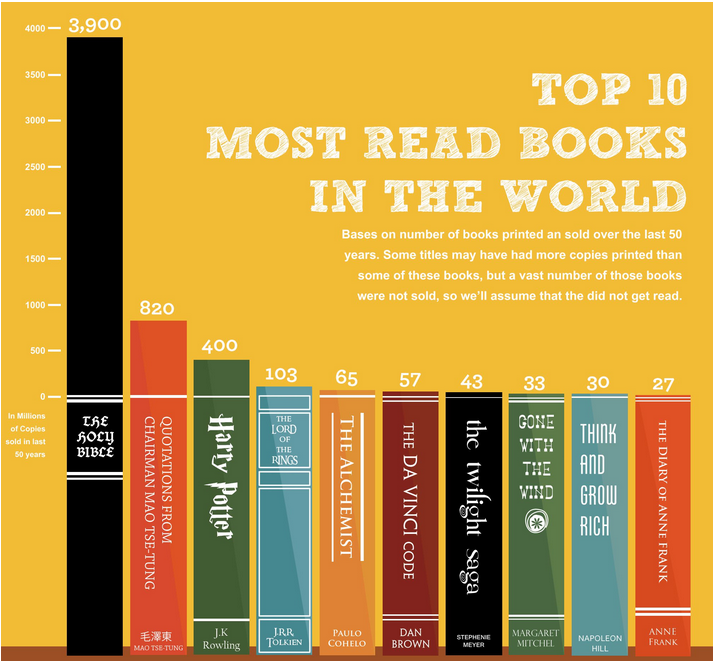 TOP 10
MOST READ BOOKS
IN THE WORLD
Bases on number of books printed an sold over the last 50
years. Some titles may have had more copies printed than
some of these books, but a vast number of those books
were not sold, so we'll assume that the did not get read.
4000
3500
3000
2500
2000
1500
1000
500
0
In Millions
of Copies
sold in last
50 years
3,900
THE
HOLY
BIBLE
820
QUOTATIONS FROM
CHAIRMAN MAO TSE-TUNG
毛澤東
MAO TSE-TUNG
400
Harry Potter
J.K
Rowling
103
THE
LORD
OF
THE
RINGS
J.RR
TOLKIEN
65
THE ALCHEMIST
PAULO
COHELO
57
THE DA VINCI CODE
DAN
BROWN
43
the twilight saga
STEPHENIE
MEYER
33
GONE
WITH
THE
WIND
MARGARET
MITCHEL
30
THINK
AND
GROW
RICH
NAPOLEON
HILL
27
THE DIARY OF ANNE FRANK
ANNE
FRANK